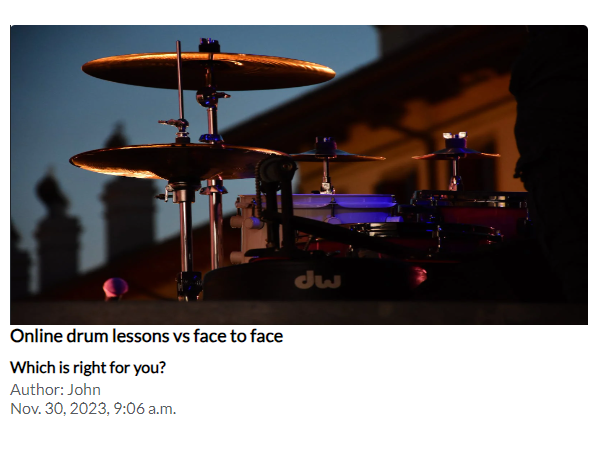 dw
Online drum lessons vs face to face
Which is right for you?
Author: John
Nov. 30, 2023, 9:06 a.m.